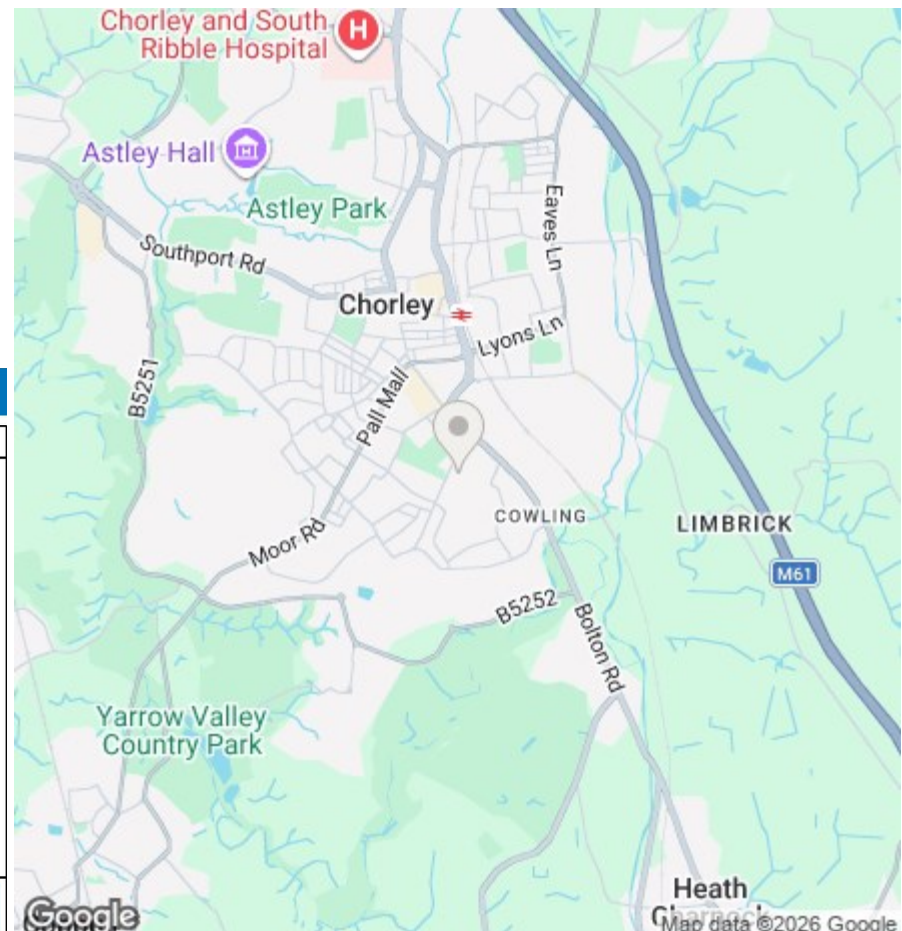 Chorley and South
Ribble Hospital
H
Astley Hall
Astley Park
Eaves Ln
Southport Rd
Chorley
Lyons Ln
B5251
Pall Mall
COWLING
LIMBRICK
Moor Rd
M61
B5252
Bolton Rd
Yarrow Valley
Country Park
Heath
Charnock
Google
Map data ©2026 Google